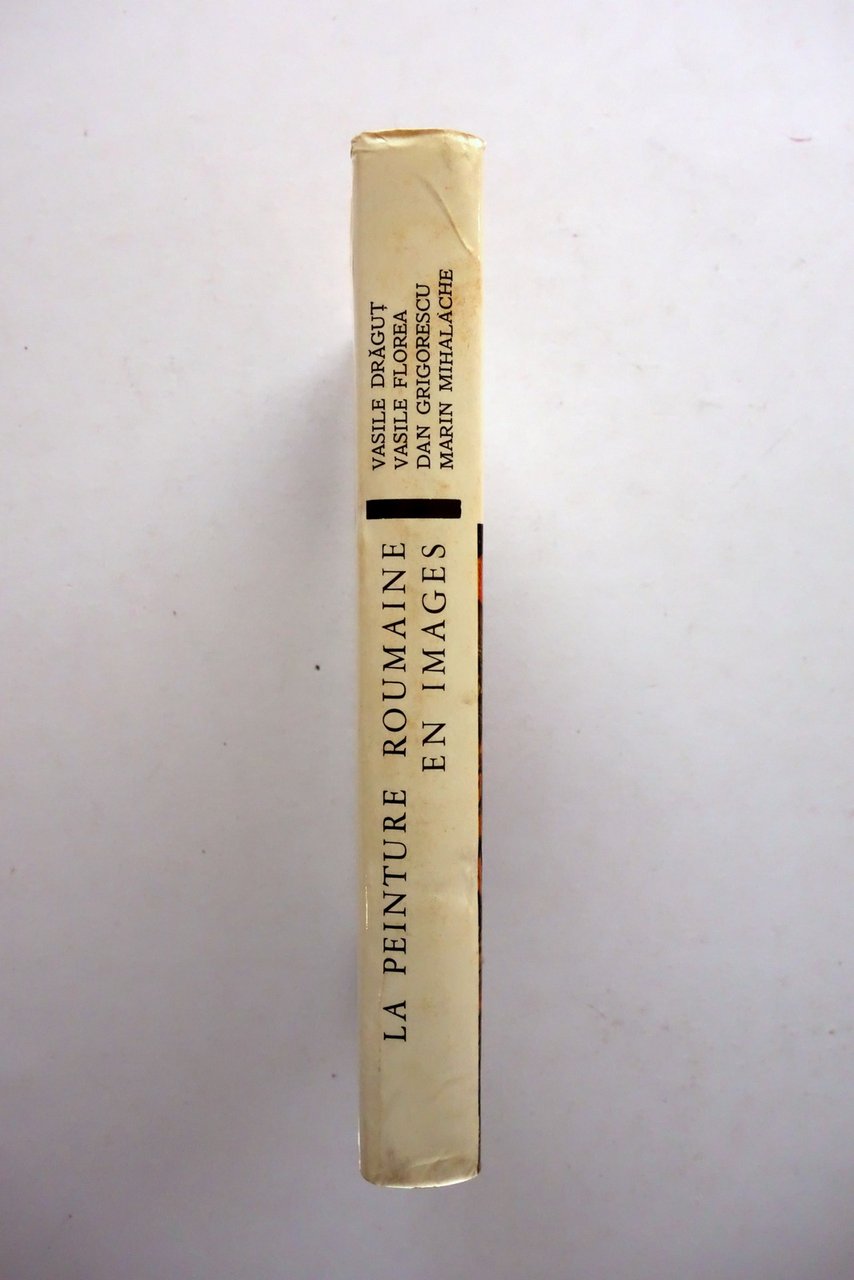 LA PEINTURE ROUMAINE
EN IMAGES
VASILE DRĂGUȚ
VASILE FLOREA
DAN GRIGORESCU
MARIN MIHALACHE